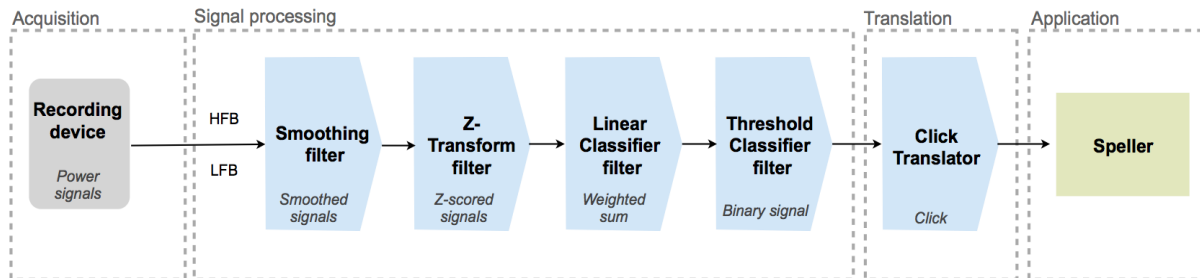 Acquisition
Signal processing
Translation
Application
Recording
device
Power
signals
HFB
LFB
Smoothing
filter
Smoothed
signals
Z-
Transform
filter
Z-scored
signals
Linear
Classifier
filter
Weighted
sum
Threshold
Classifier
filter
Binary signal
Click
Translator
Click
Speller